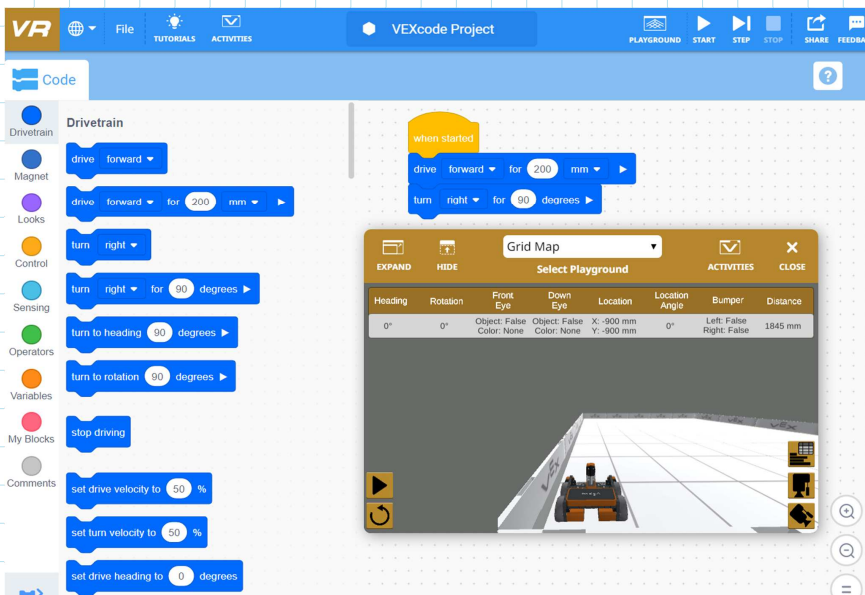 VR File TUTORIALS ACTIVITIES VEXcode Project PLAYGROUND START STEP STOP SHARE FEEDBA
Code ?
Drivetrain
Magnet
Looks
Control
Sensing
Operators
Variables
My Blocks
Comments
Drivetrain
drive forward
drive forward for 200 mm
turn right
turn right for 90 degrees
turn to heading 90 degrees
turn to rotation 90 degrees
stop driving
set drive velocity to 50 %
set turn velocity to 50 %
set drive heading to 0 degrees
when started
drive forward for 200 mm
turn right for 90 degrees
EXPAND HIDE Grid Map ACTIVITIES CLOSE
Select Playground
Heading Rotation Front Eye Down Eye Location Location Angle Bumper Distance
0° 0° Object: False Object: False X: -900 mm 0° Left: False 1845 mm
Color: None Color: None Y: -900 mm Right: False
VEX
VEX